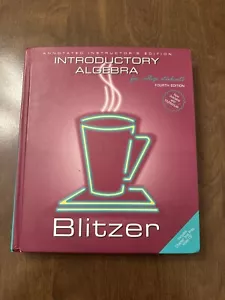 ANNOTATED INSTRUCTOR'S EDITION
INTRODUCTORY
ALGEBRA
for college students
FOURTH EDITION
Blitzer